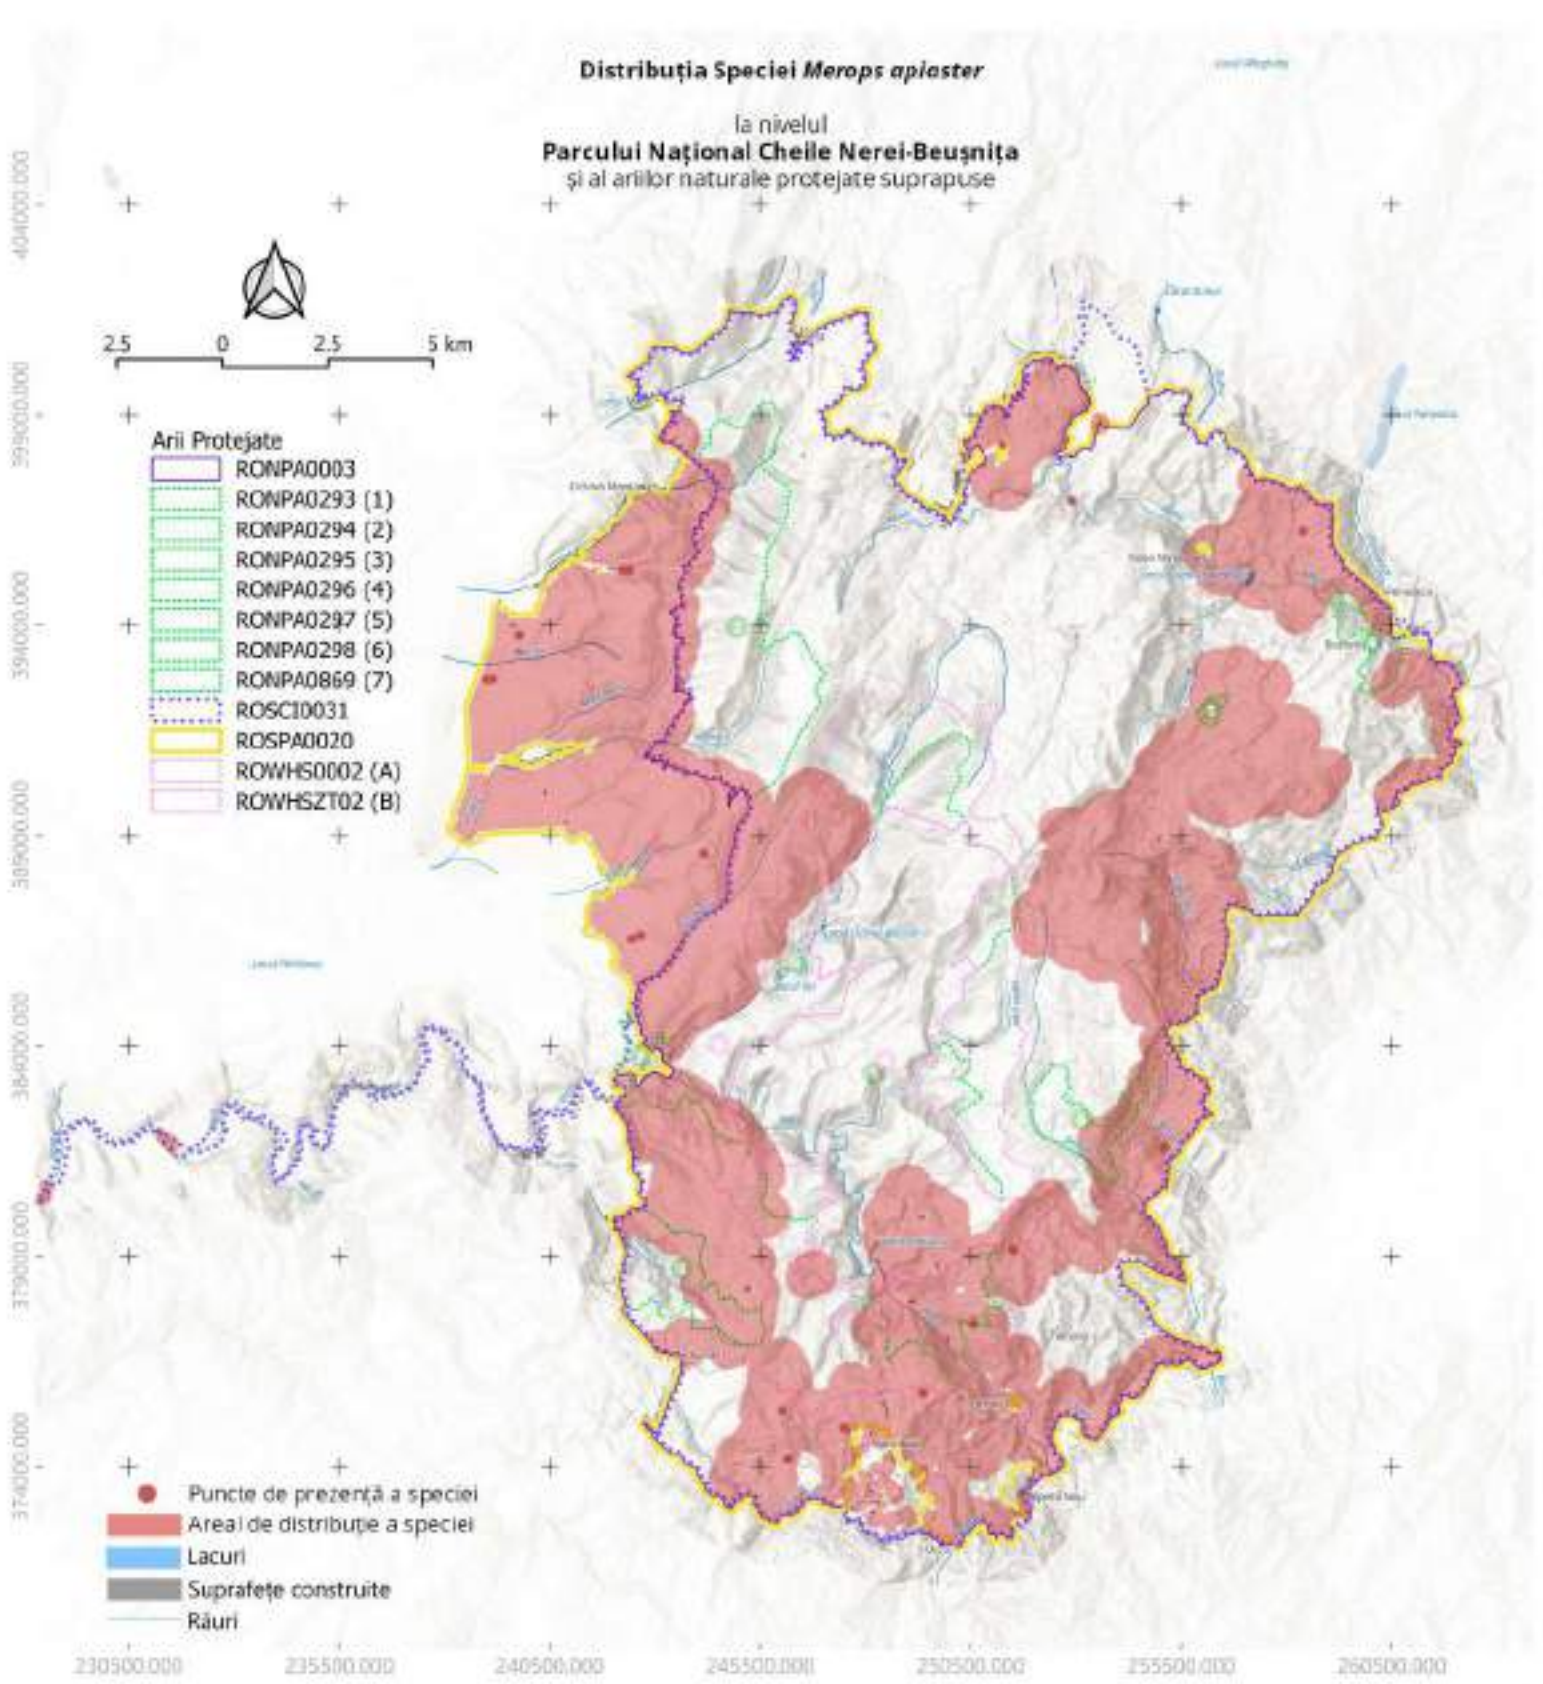 Distribuția Speciei Merops apiaster
la nivelul
Parcului Național Cheile Nerei-Beușnița
și al ariilor naturale protejate suprapuse
404000.000
399000.000
394000.000
389000.000
384000.000
379000.000
374000.000
2.5 0 2.5 5 km
Arii Protejate
RONPA0003
RONPA0293 (1)
RONPA0294 (2)
RONPA0295 (3)
RONPA0296 (4)
RONPA0297 (5)
RONPA0298 (6)
RONPA0869 (7)
ROSCI0031
ROSPA0020
ROWHS0002 (A)
ROWHSZT02 (B)
Puncte de prezență a speciei
Areal de distribuție a speciei
Lacuri
Suprafețe construite
Râuri
230500.000 235500.000 240500.000 245500.000 250500.000 255500.000 260500.000